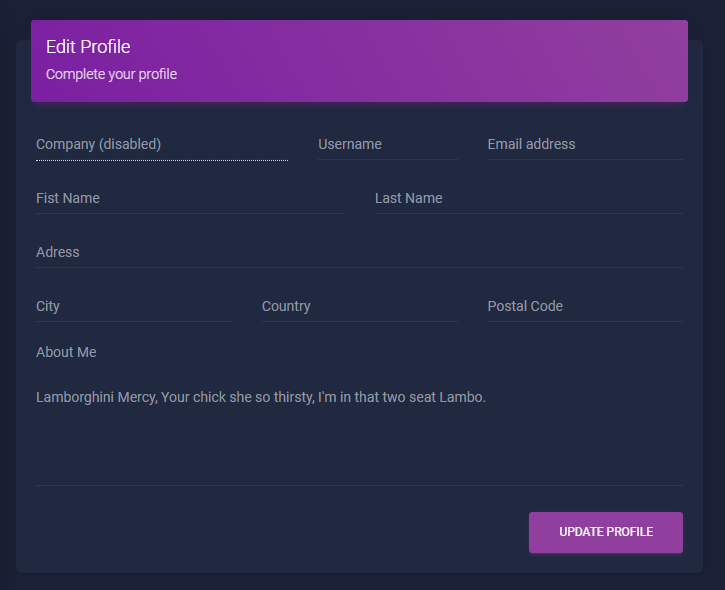 Edit Profile
Complete your profile
Company (disabled) Username Email address
Fist Name Last Name
Adress
City Country Postal Code
About Me
Lamborghini Mercy, Your chick she so thirsty, I'm in that two seat Lambo.
UPDATE PROFILE